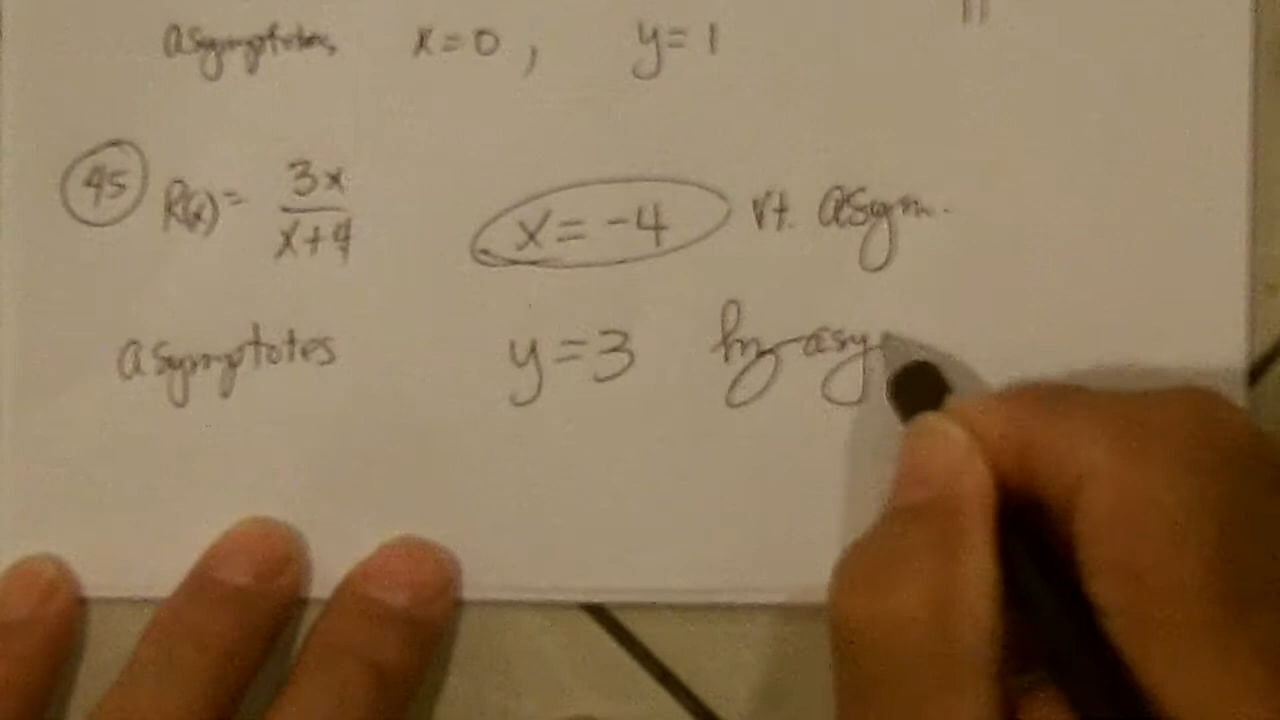 asymptotes x=0, y=1
45 R(x)= 3x/x+4 x=-4 vt. asym.
asymptotes y=3 hz asy